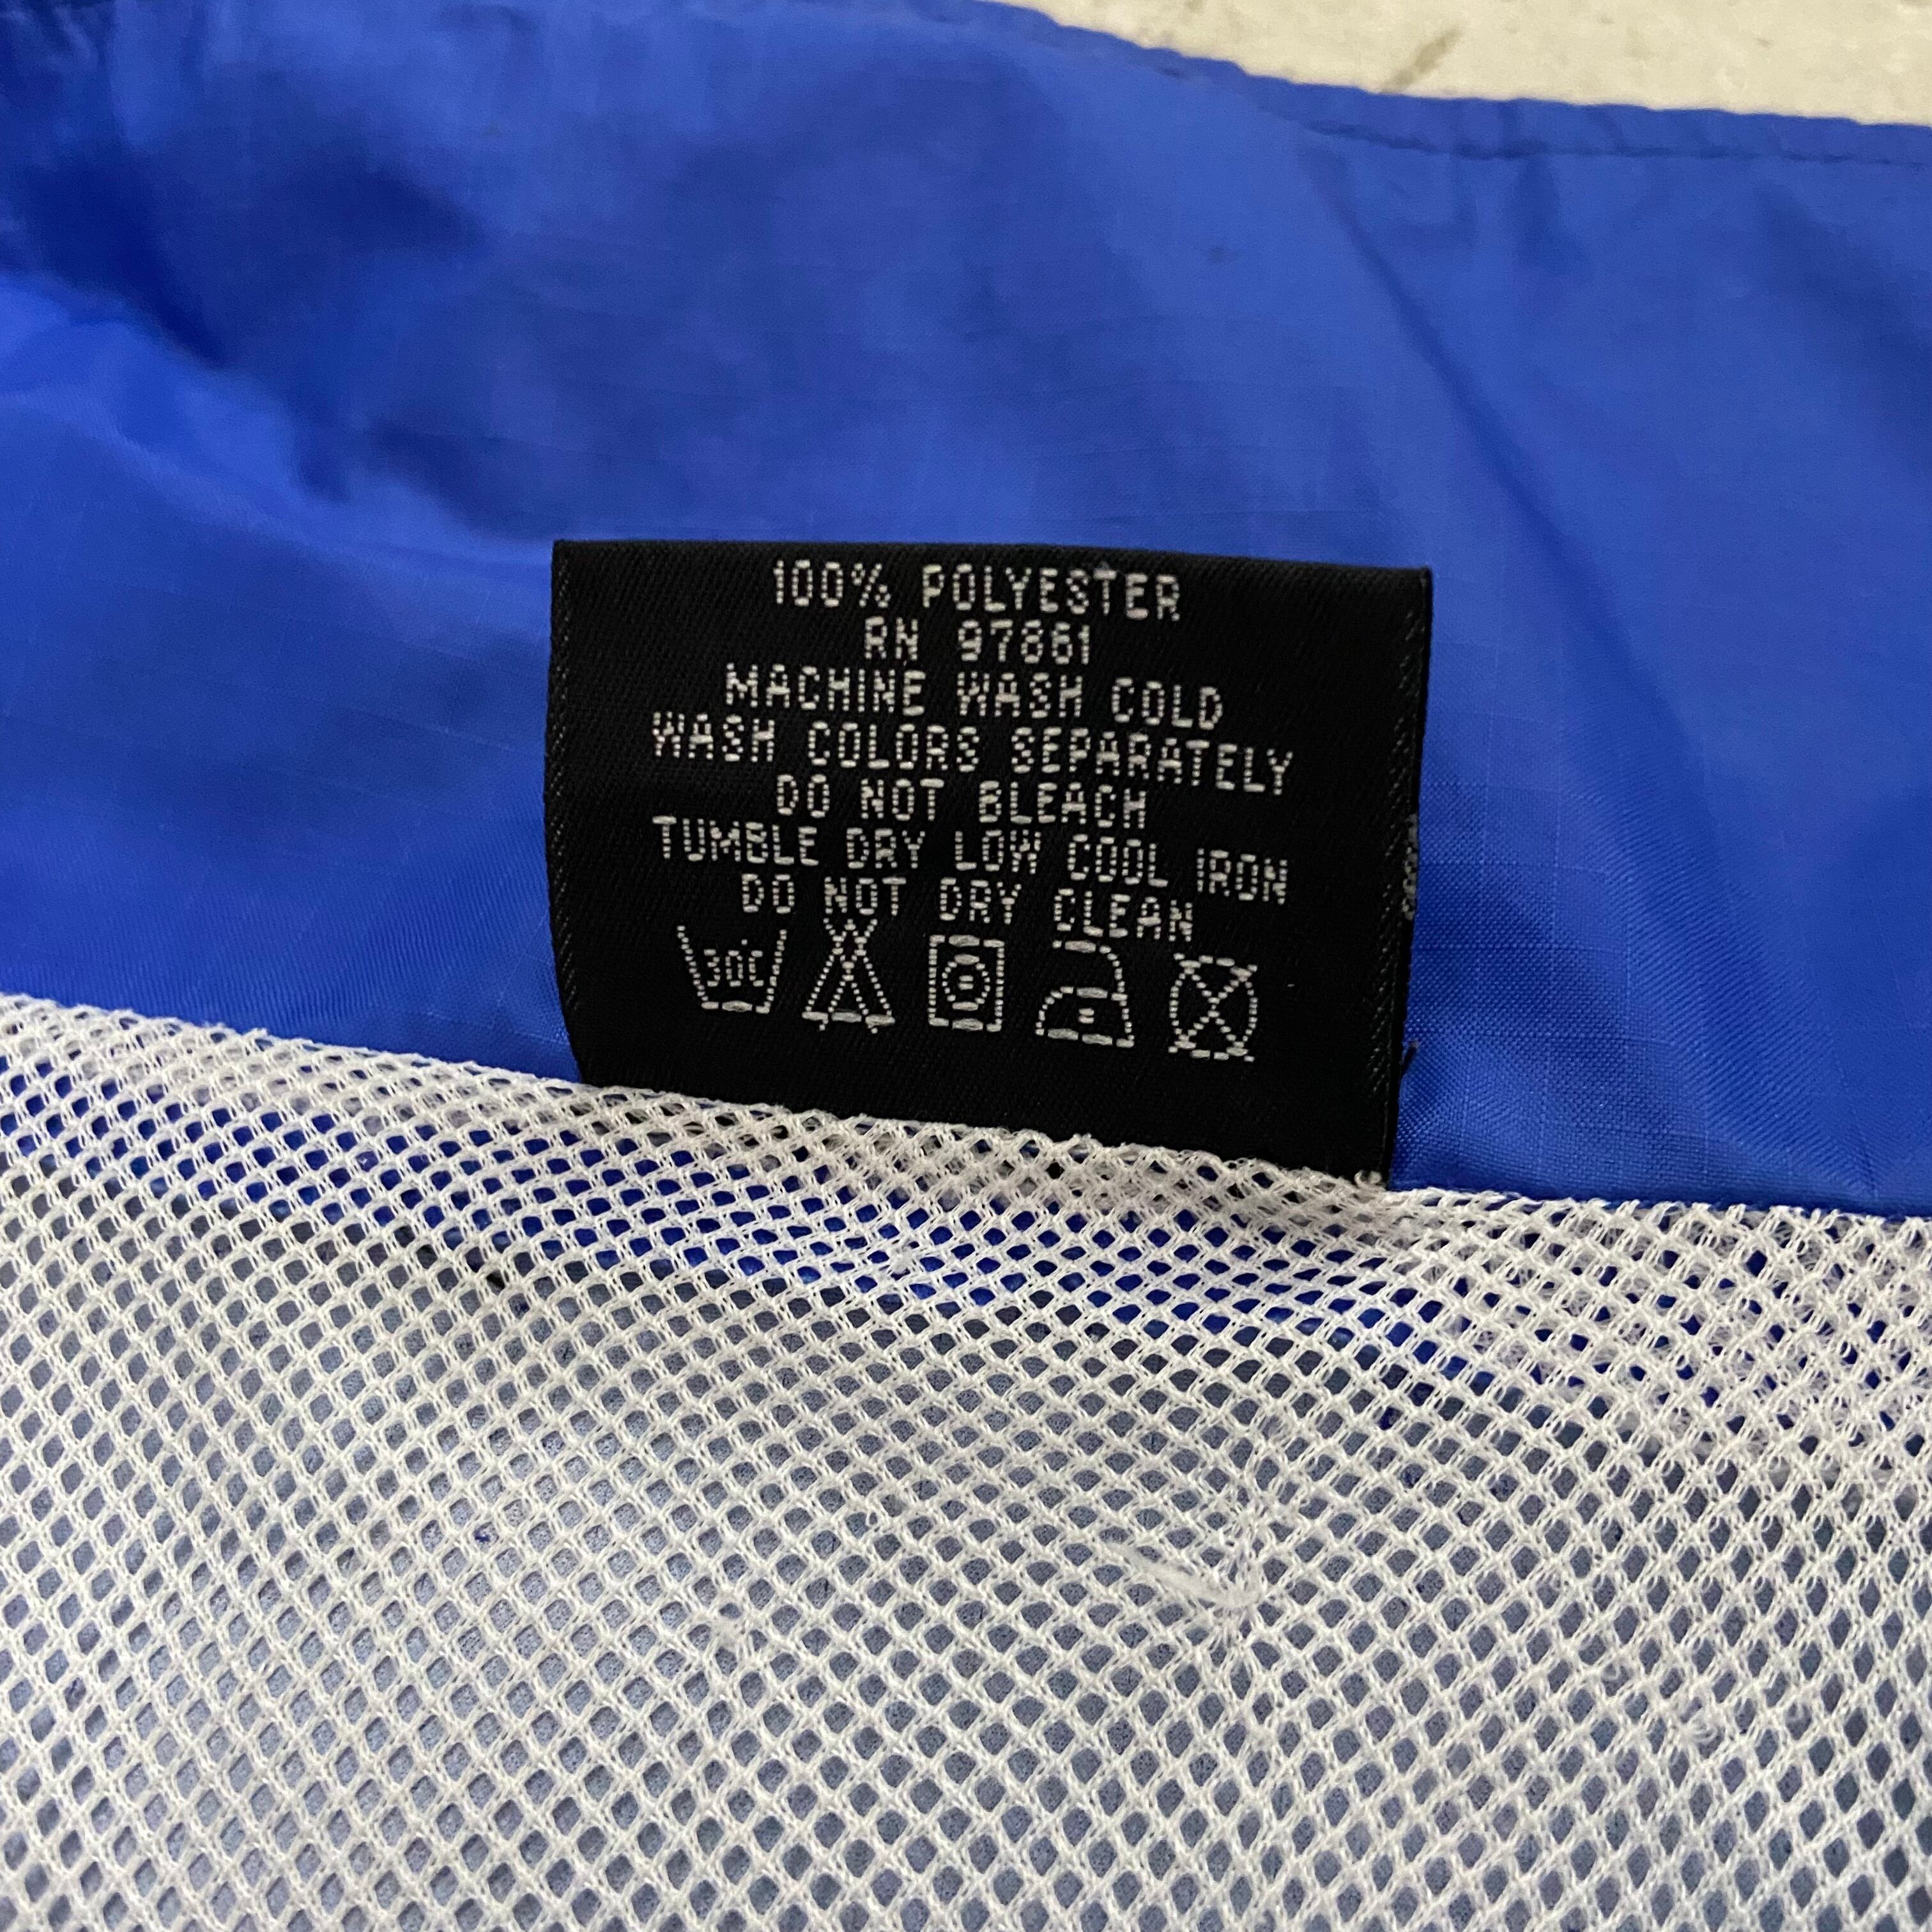 100% POLYESTER
RN 97861
MACHINE WASH COLD
WASH COLORS SEPARATELY
DO NOT BLEACH
TUMBLE DRY LOW COOL IRON
DO NOT DRY CLEAN
30C